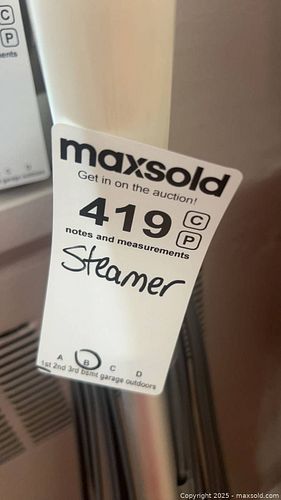 C
P
ments
maxsold
Get in on the auction!
419 C
P
notes and measurements
Steamer
A B C D
1st 2nd 3rd bsmt garage outdoors
Copyright 2025 - maxsold.com